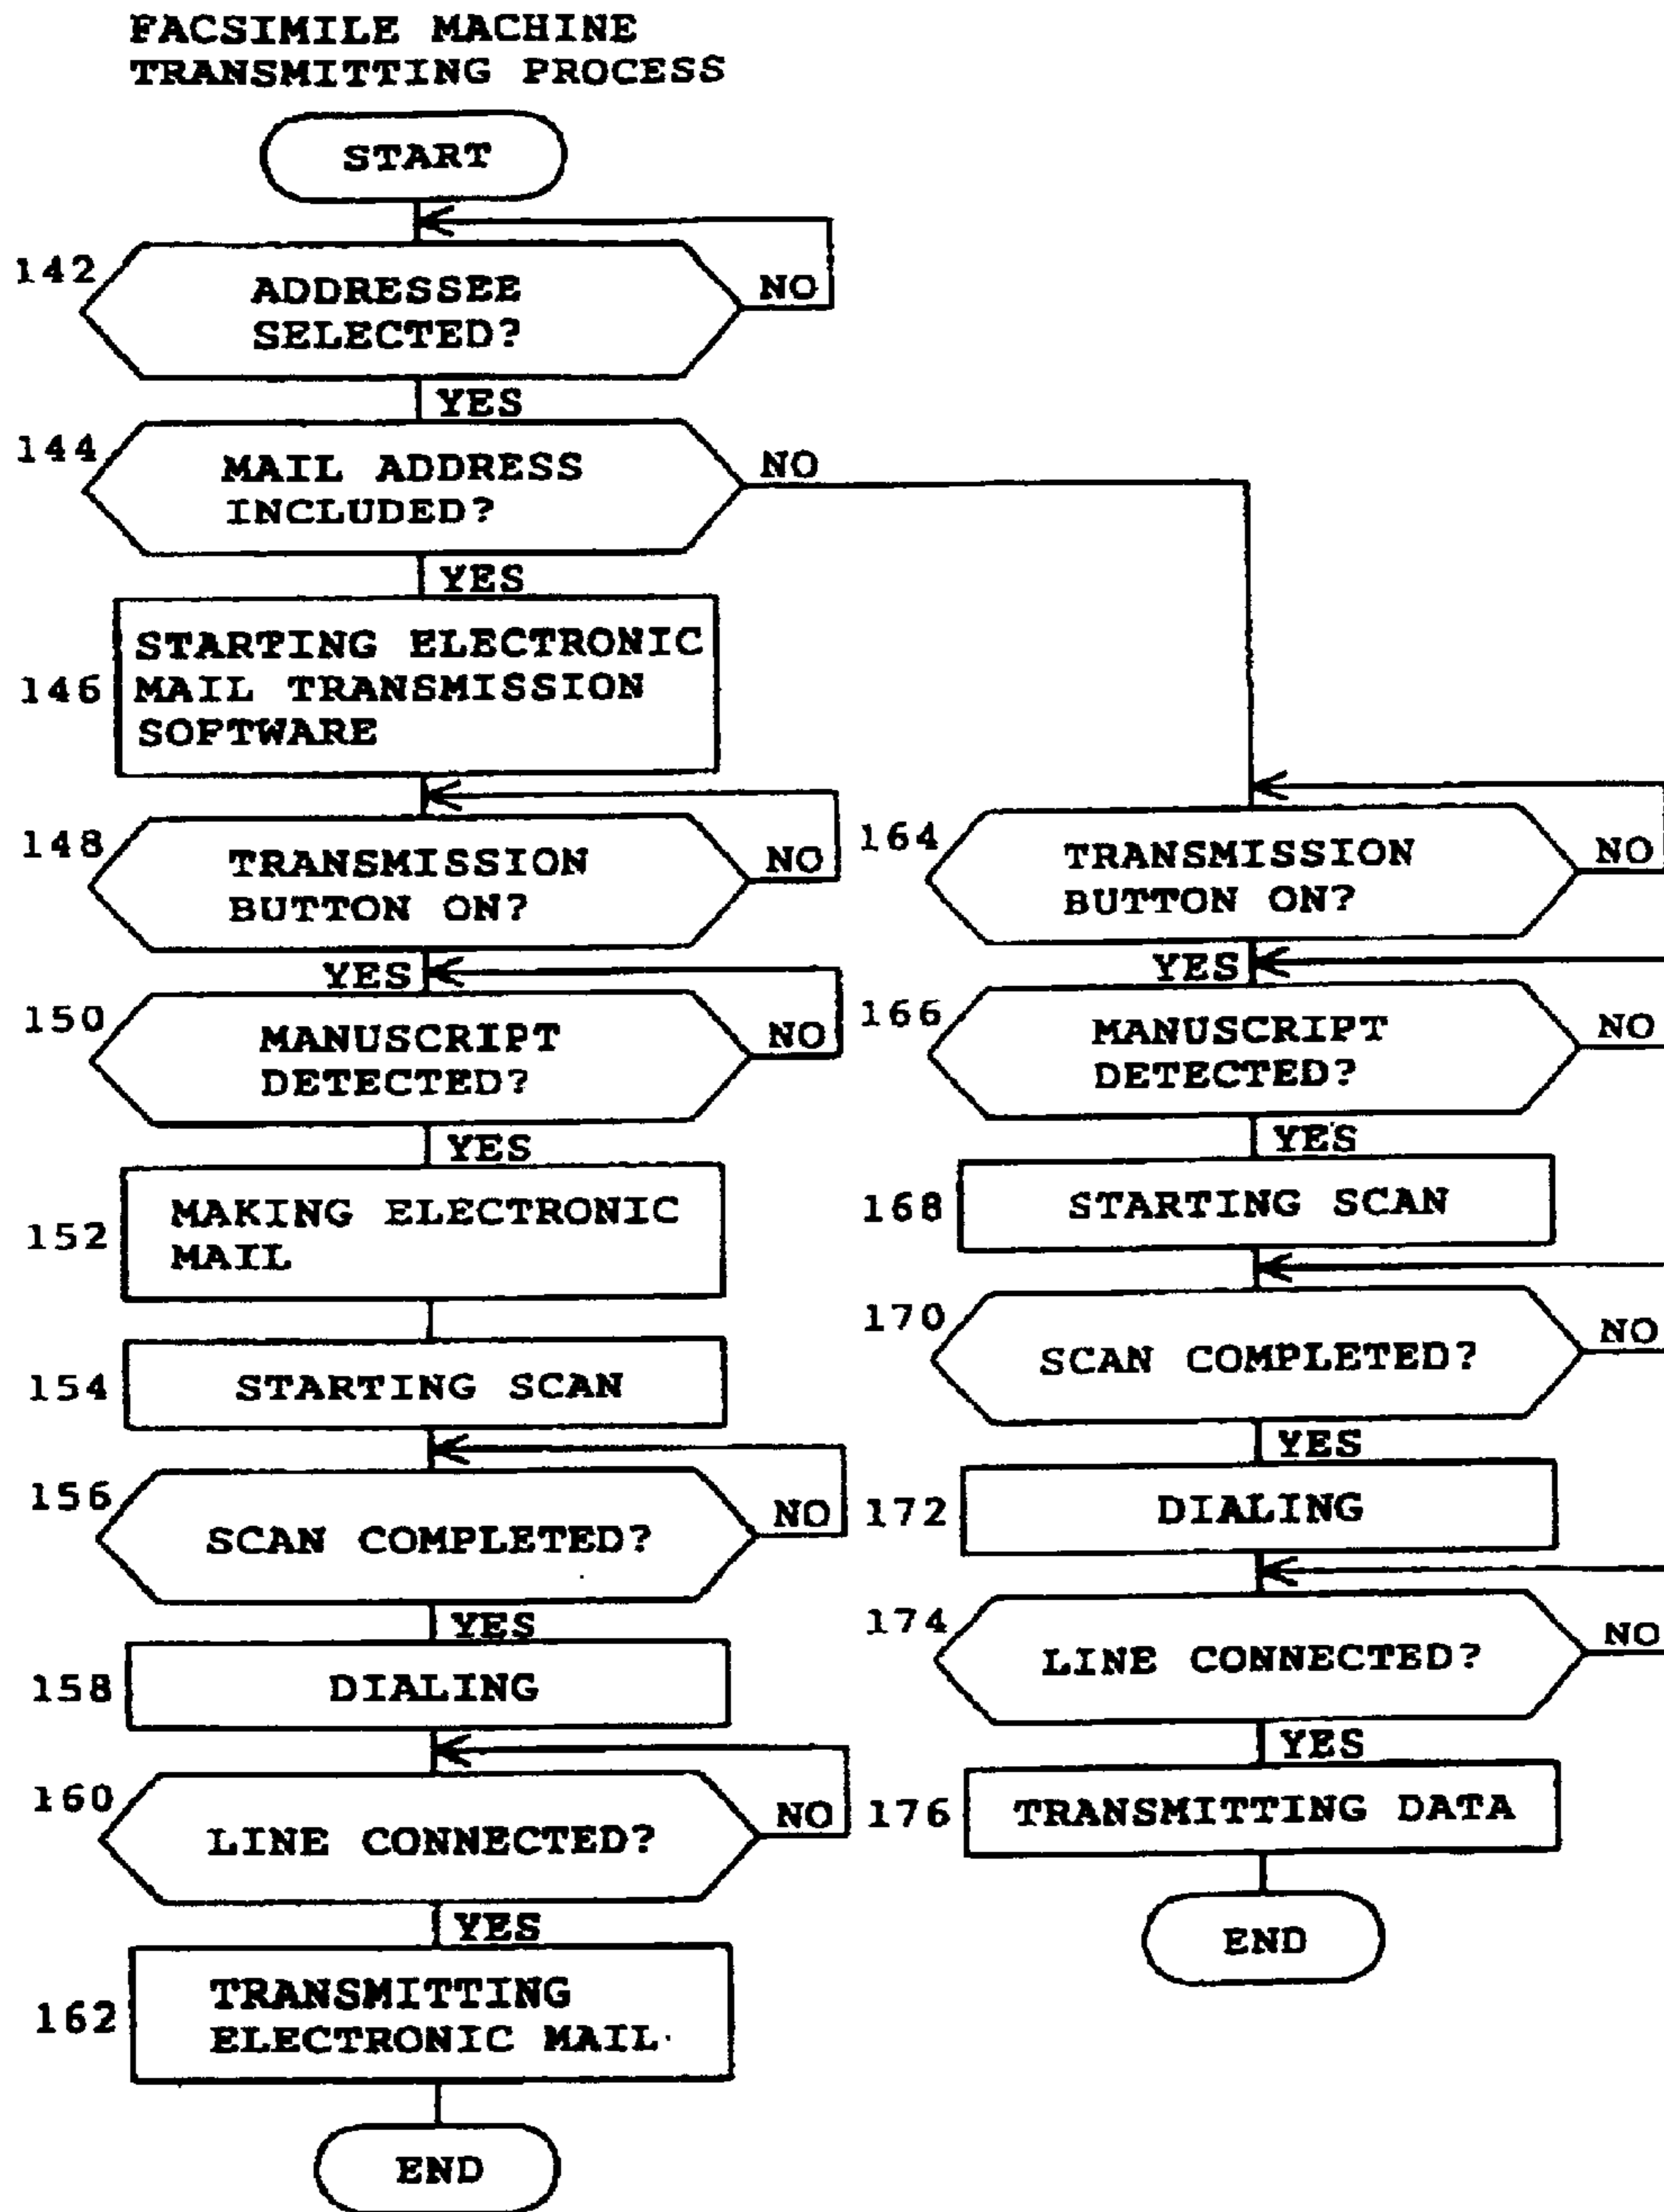 FACSIMILE MACHINE
TRANSMITTING PROCESS
START
142
ADDRESSEE
SELECTED?
NO
YES
144
MAIL ADDRESS
INCLUDED?
NO
YES
146
STARTING ELECTRONIC
MAIL TRANSMISSION
SOFTWARE
148
TRANSMISSION
BUTTON ON?
NO
YES
150
MANUSCRIPT
DETECTED?
NO
YES
152
MAKING ELECTRONIC
MAIL
154
STARTING SCAN
156
SCAN COMPLETED?
NO
YES
158
DIALING
160
LINE CONNECTED?
NO
YES
162
TRANSMITTING
ELECTRONIC MAIL
END
164
TRANSMISSION
BUTTON ON?
NO
YES
166
MANUSCRIPT
DETECTED?
NO
YES
168
STARTING SCAN
170
SCAN COMPLETED?
NO
YES
172
DIALING
174
LINE CONNECTED?
NO
YES
176
TRANSMITTING DATA
END